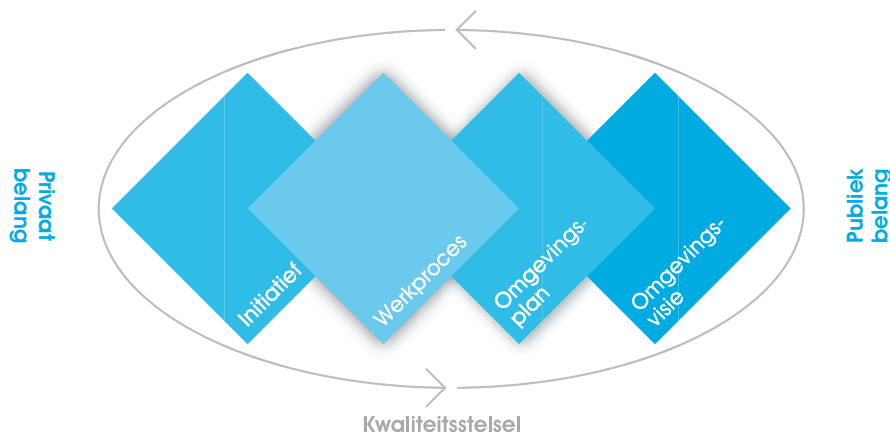 Privaat
belang
Initiatief
Werkproces
Omgevings-
plan
Omgevings-
visie
Publiek
belang
Kwaliteitsstelsel